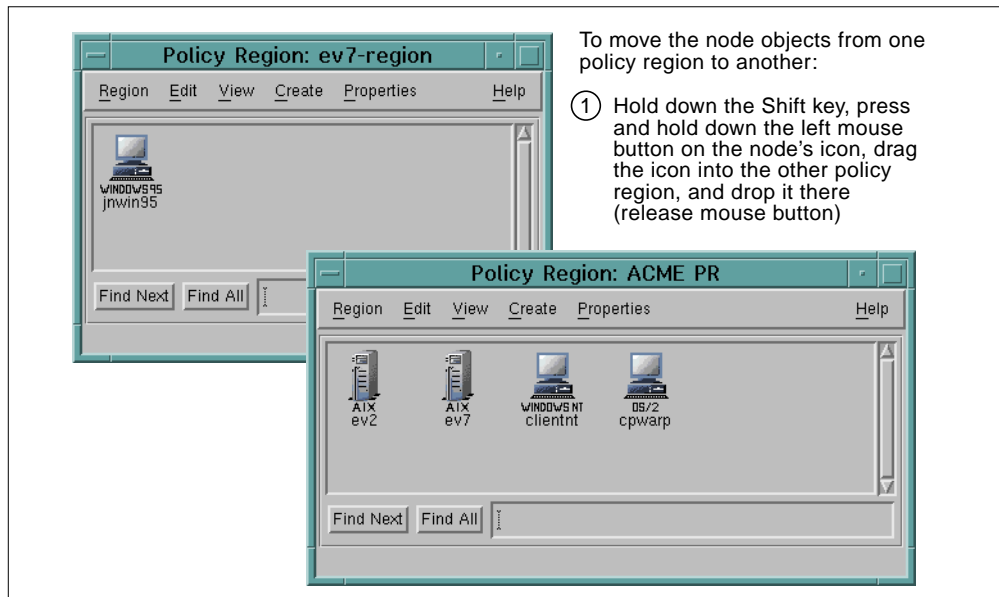 Policy Region: ev7-region
Region Edit View Create Properties Help
WINDOWS95
jnwin95
Find Next Find All
To move the node objects from one
policy region to another:
1 Hold down the Shift key, press
and hold down the left mouse
button on the node's icon, drag
the icon into the other policy
region, and drop it there
(release mouse button)
Policy Region: ACME PR
Region Edit View Create Properties Help
AIX AIX WINDOWS NT OS/2
ev2 ev7 clientnt cpwarp
Find Next Find All